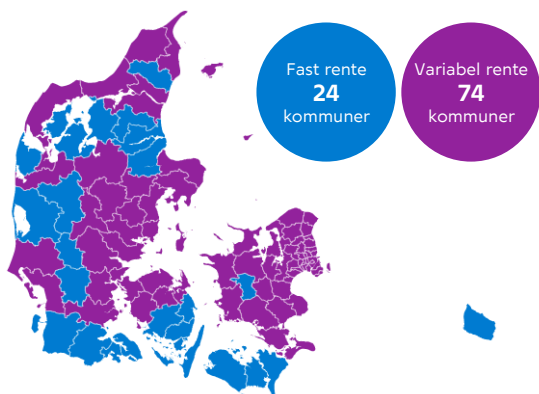 Fast rente
24
kommuner
Variabel rente
74
kommuner